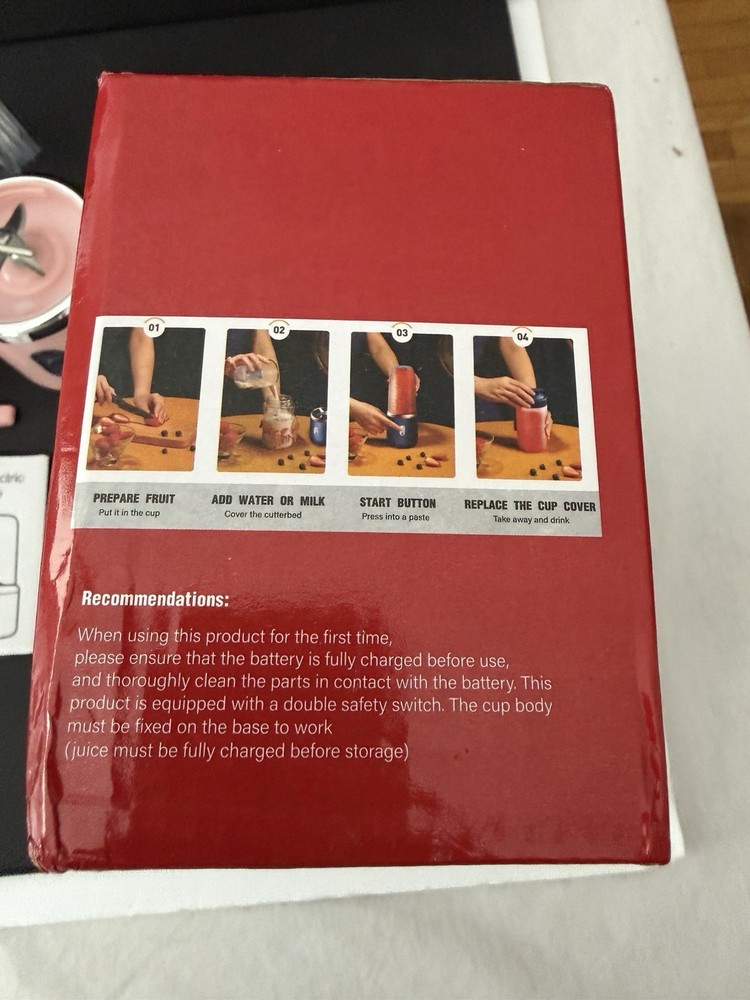 01
02
03
04
PREPARE FRUIT
Put it in the cup
ADD WATER OR MILK
Cover the cutterbed
START BUTTON
Press into a paste
REPLACE THE CUP COVER
Take away and drink
Recommendations:
When using this product for the first time,
please ensure that the battery is fully charged before use,
and thoroughly clean the parts in contact with the battery. This
product is equipped with a double safety switch. The cup body
must be fixed on the base to work
(juice must be fully charged before storage)